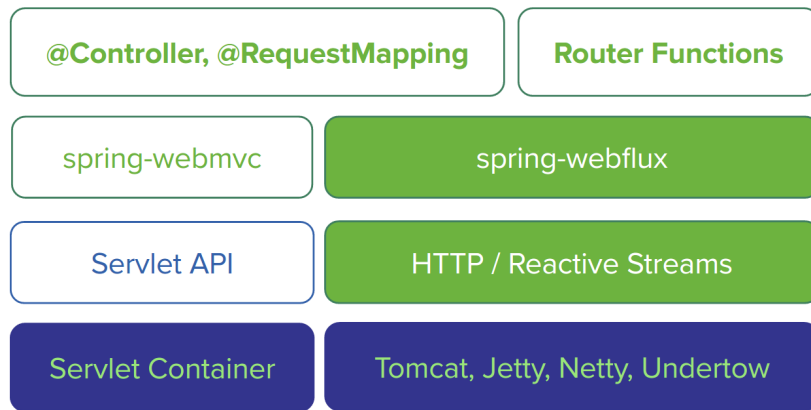 @Controller, @RequestMapping
Router Functions
spring-webmvc
spring-webflux
Servlet API
HTTP / Reactive Streams
Servlet Container
Tomcat, Jetty, Netty, Undertow